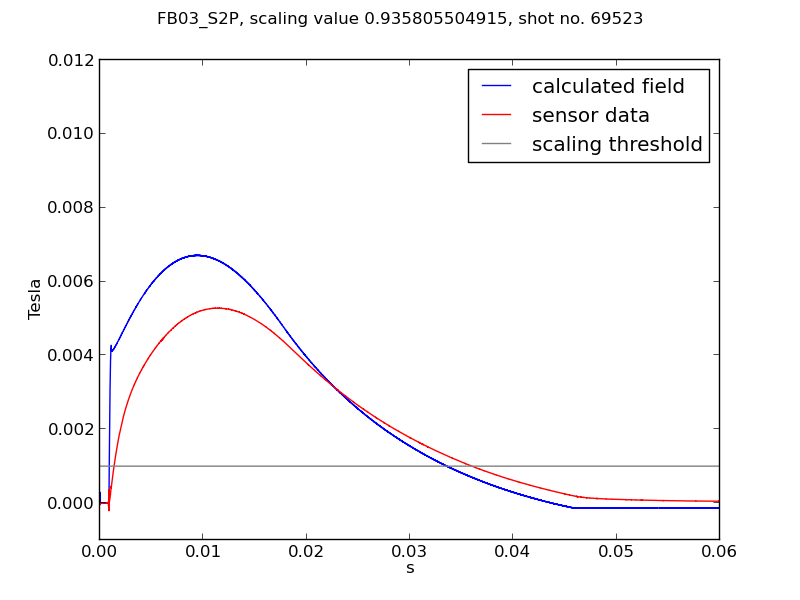 FB03_S2P, scaling value 0.935805504915, shot no. 69523
calculated field
sensor data
scaling threshold
Tesla
0.012
0.010
0.008
0.006
0.004
0.002
0.000
0.00 0.01 0.02 0.03 0.04 0.05 0.06
s